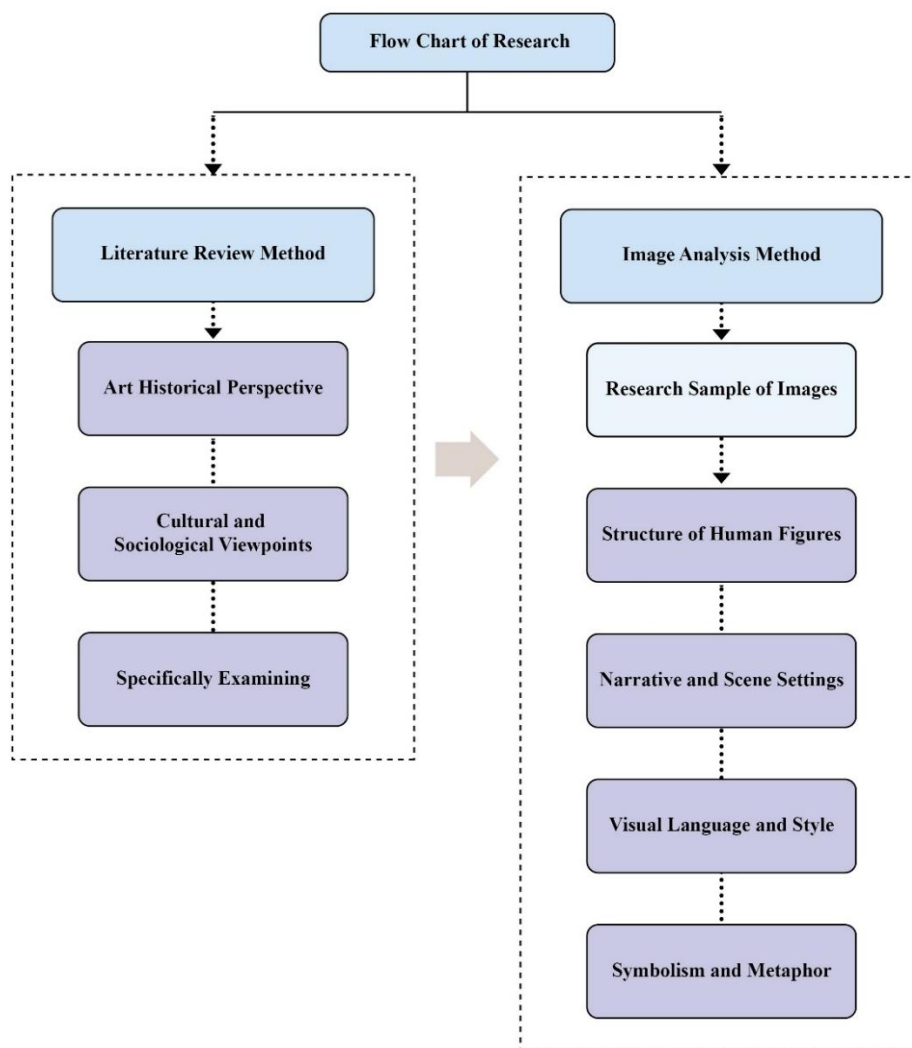 Flow Chart of Research
Literature Review Method
Art Historical Perspective
Cultural and
Sociological Viewpoints
Specifically Examining
Image Analysis Method
Research Sample of Images
Structure of Human Figures
Narrative and Scene Settings
Visual Language and Style
Symbolism and Metaphor